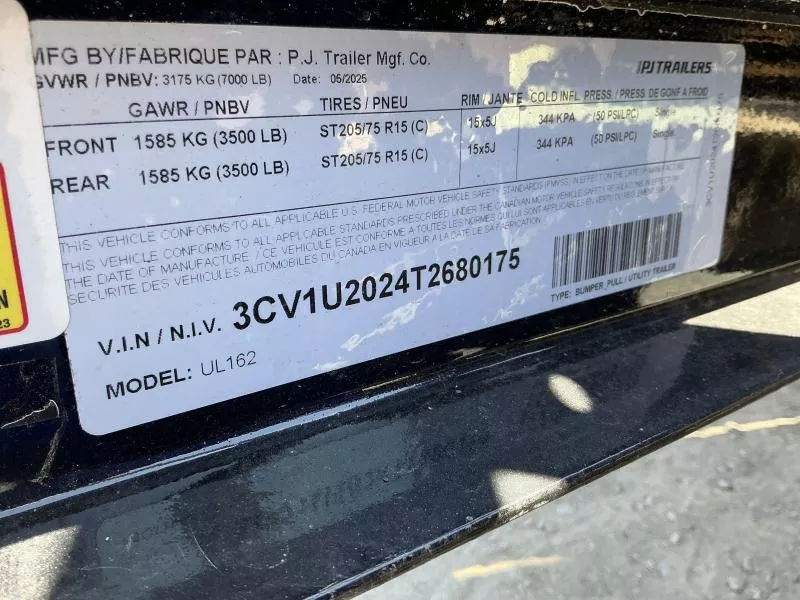 MFG BY/FABRIQUE PAR : P.J. Trailer Mgf. Co.
PJTRAILERS
GVWR / PNBV: 3175 KG (7000 LB) Date: 05/2025
GAWR / PNBV TIRES / PNEU RIM / JANTE COLD INFL. PRESS. / PRESS. DE GONF A FROID
FRONT 1585 KG (3500 LB) ST205/75 R15 (C) 15x5J 344 KPA (50 PSI/LPC) Single
REAR 1585 KG (3500 LB) ST205/75 R15 (C) 15x5J 344 KPA (50 PSI/LPC) Single
THIS VEHICLE CONFORMS TO ALL APPLICABLE U.S. FEDERAL MOTOR VEHICLE SAFETY STANDARDS (FMVSS) IN EFFECT ON THE DATE OF MANUFACTURE
THIS VEHICLE CONFORMS TO ALL APPLICABLE STANDARDS PRESCRIBED UNDER THE CANADIAN MOTOR VEHICLE SAFETY REGULATIONS IN EFFECT ON
THE DATE OF MANUFACTURE / CE VEHICULE EST CONFORME A TOUTES LES NORMES QUI LUI SONT APPLICABLES EN VERTU DU REGLEMENT SUR LA
SECURITE DES VEHICULES AUTOMOBILES DU CANADA EN VIGUEUR A LA DATE DE SA FABRICATION
V.I.N / N.I.V. 3CV1U2024T2680175
TYPE: BUMPER_PULL / UTILITY TRAILER
MODEL: UL162
23